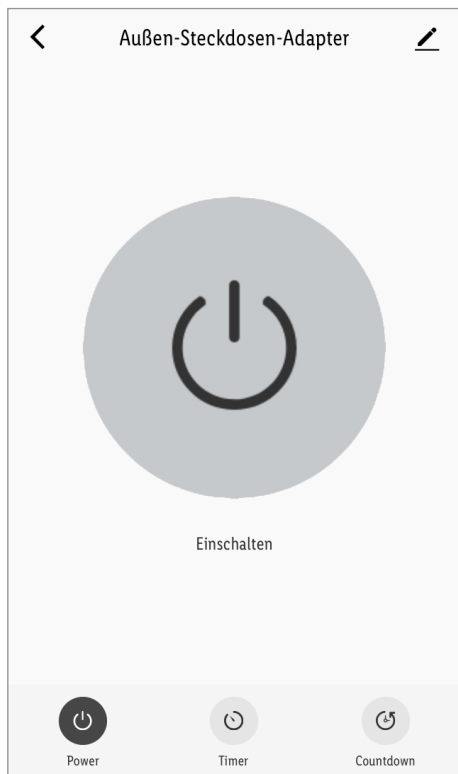 Außen-Steckdosen-Adapter
Einschalten
Power
Timer
Countdown